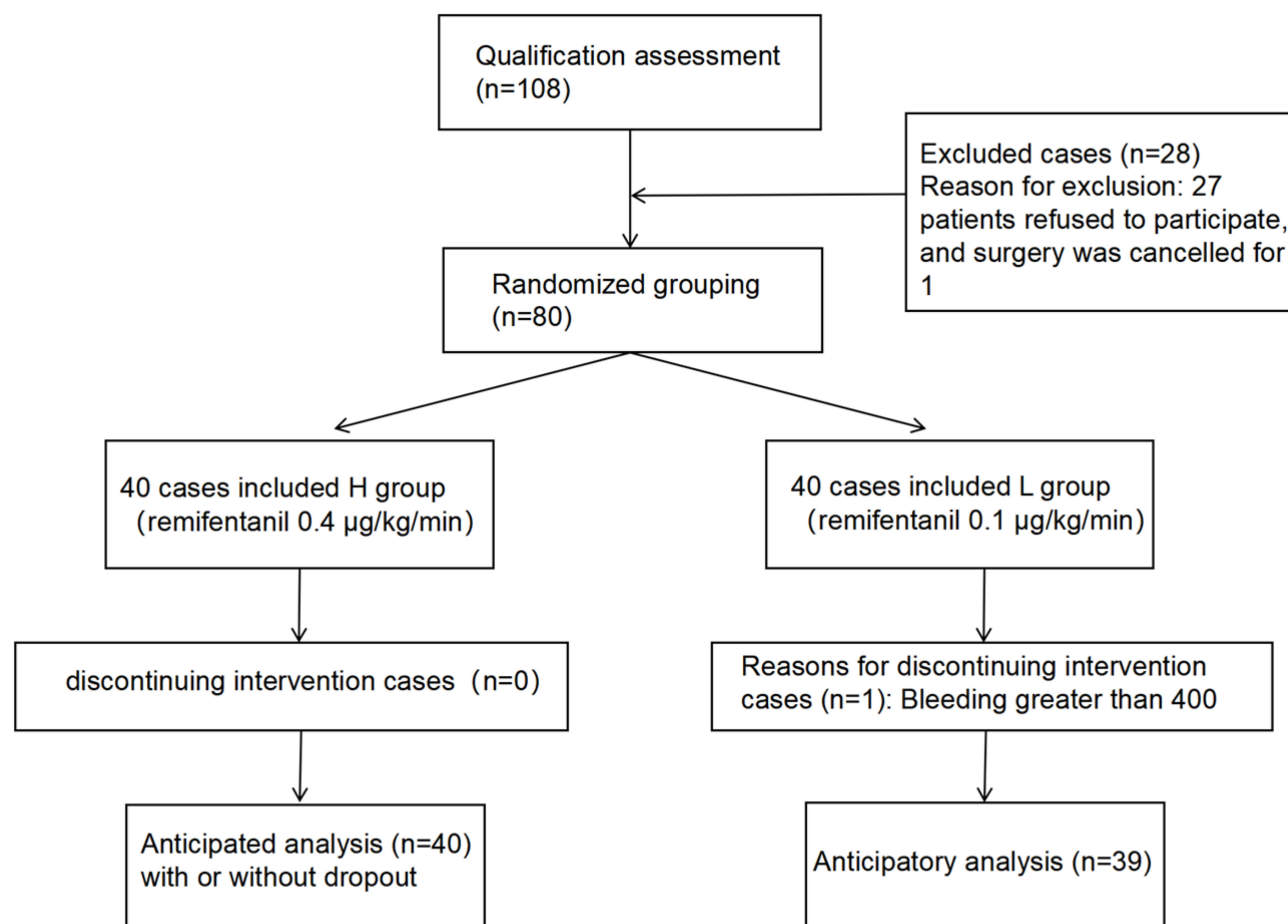 Qualification assessment
(n=108)
Excluded cases (n=28)
Reason for exclusion: 27
patients refused to participate,
and surgery was cancelled for
1
Randomized grouping
(n=80)
40 cases included H group
（remifentanil 0.4 μg/kg/min）
40 cases included L group
（remifentanil 0.1 μg/kg/min）
discontinuing intervention cases（n=0）
Reasons for discontinuing intervention
cases (n=1): Bleeding greater than 400
Anticipated analysis (n=40)
with or without dropout
Anticipatory analysis (n=39)